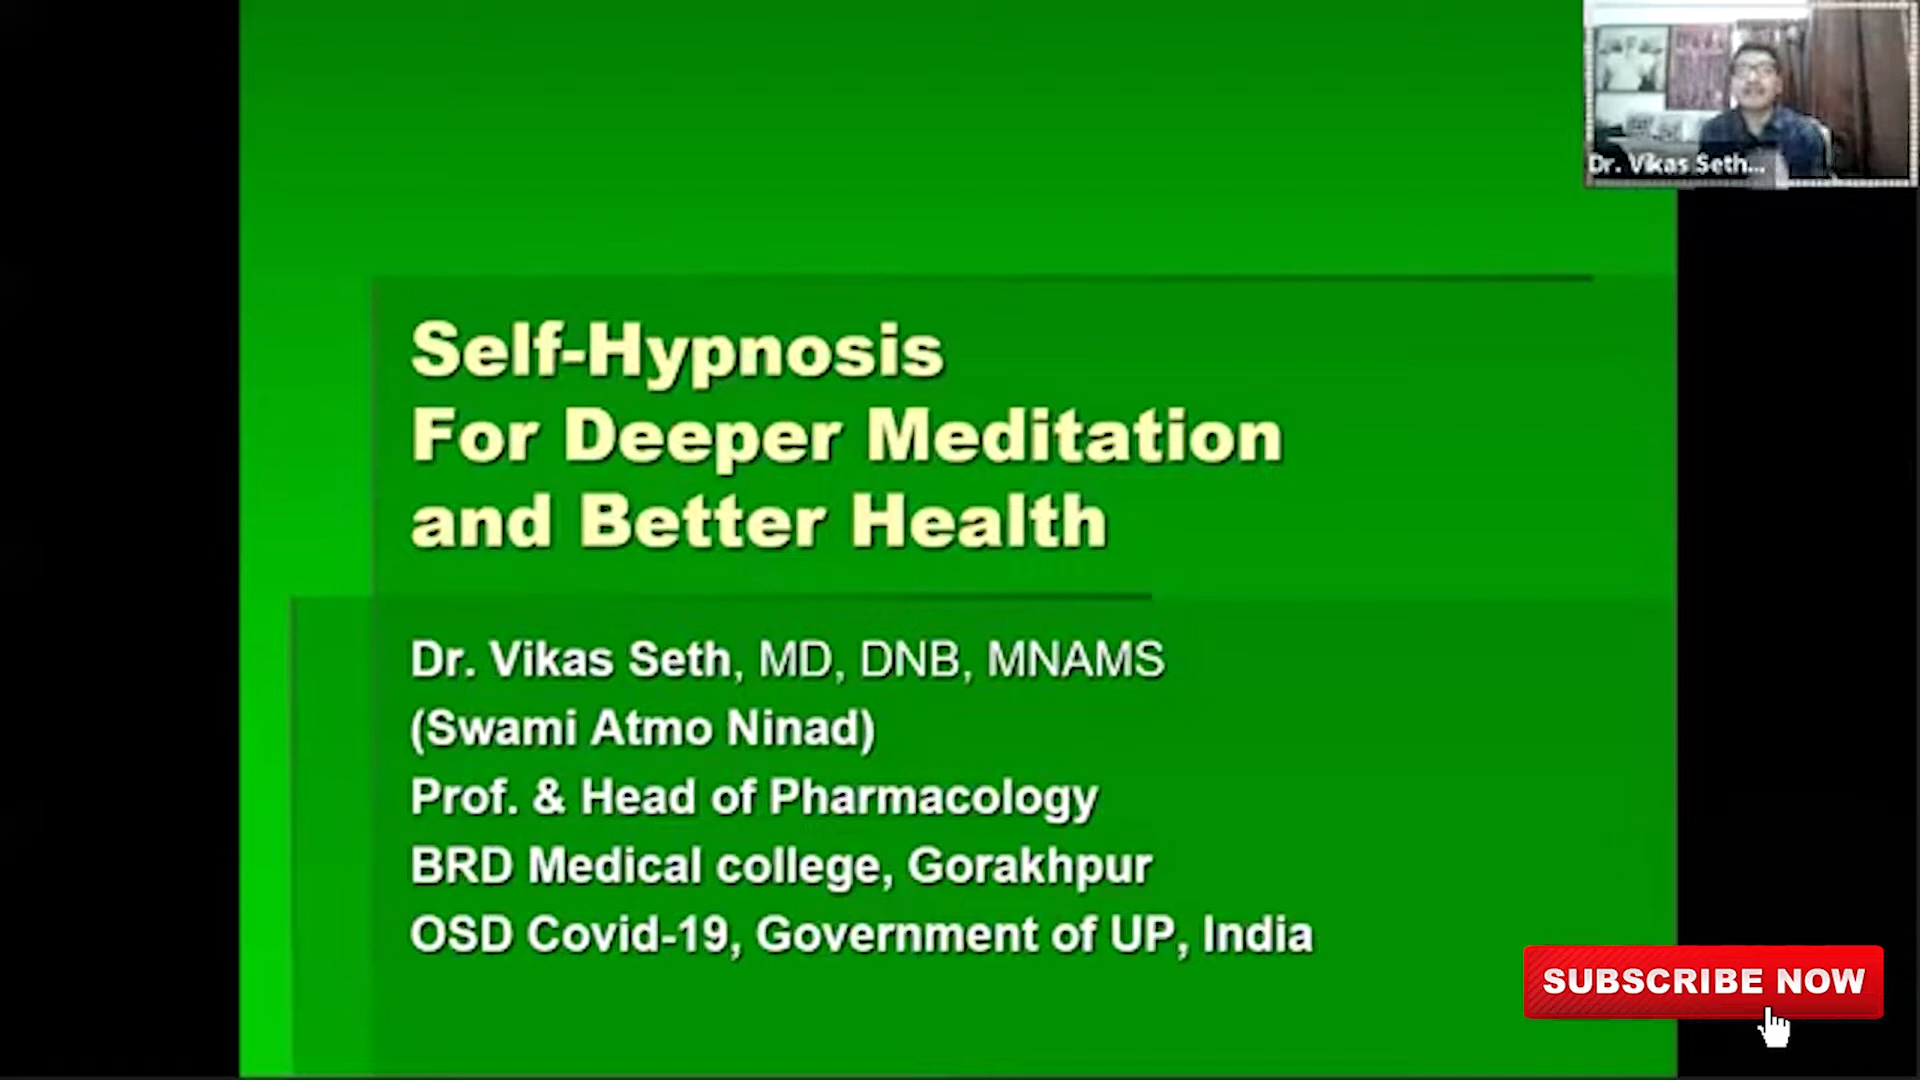 Dr. Vikas Seth...
Self-Hypnosis
For Deeper Meditation
and Better Health
Dr. Vikas Seth, MD, DNB, MNAMS
(Swami Atmo Ninad)
Prof. & Head of Pharmacology
BRD Medical college, Gorakhpur
OSD Covid-19, Government of UP, India
SUBSCRIBE NOW